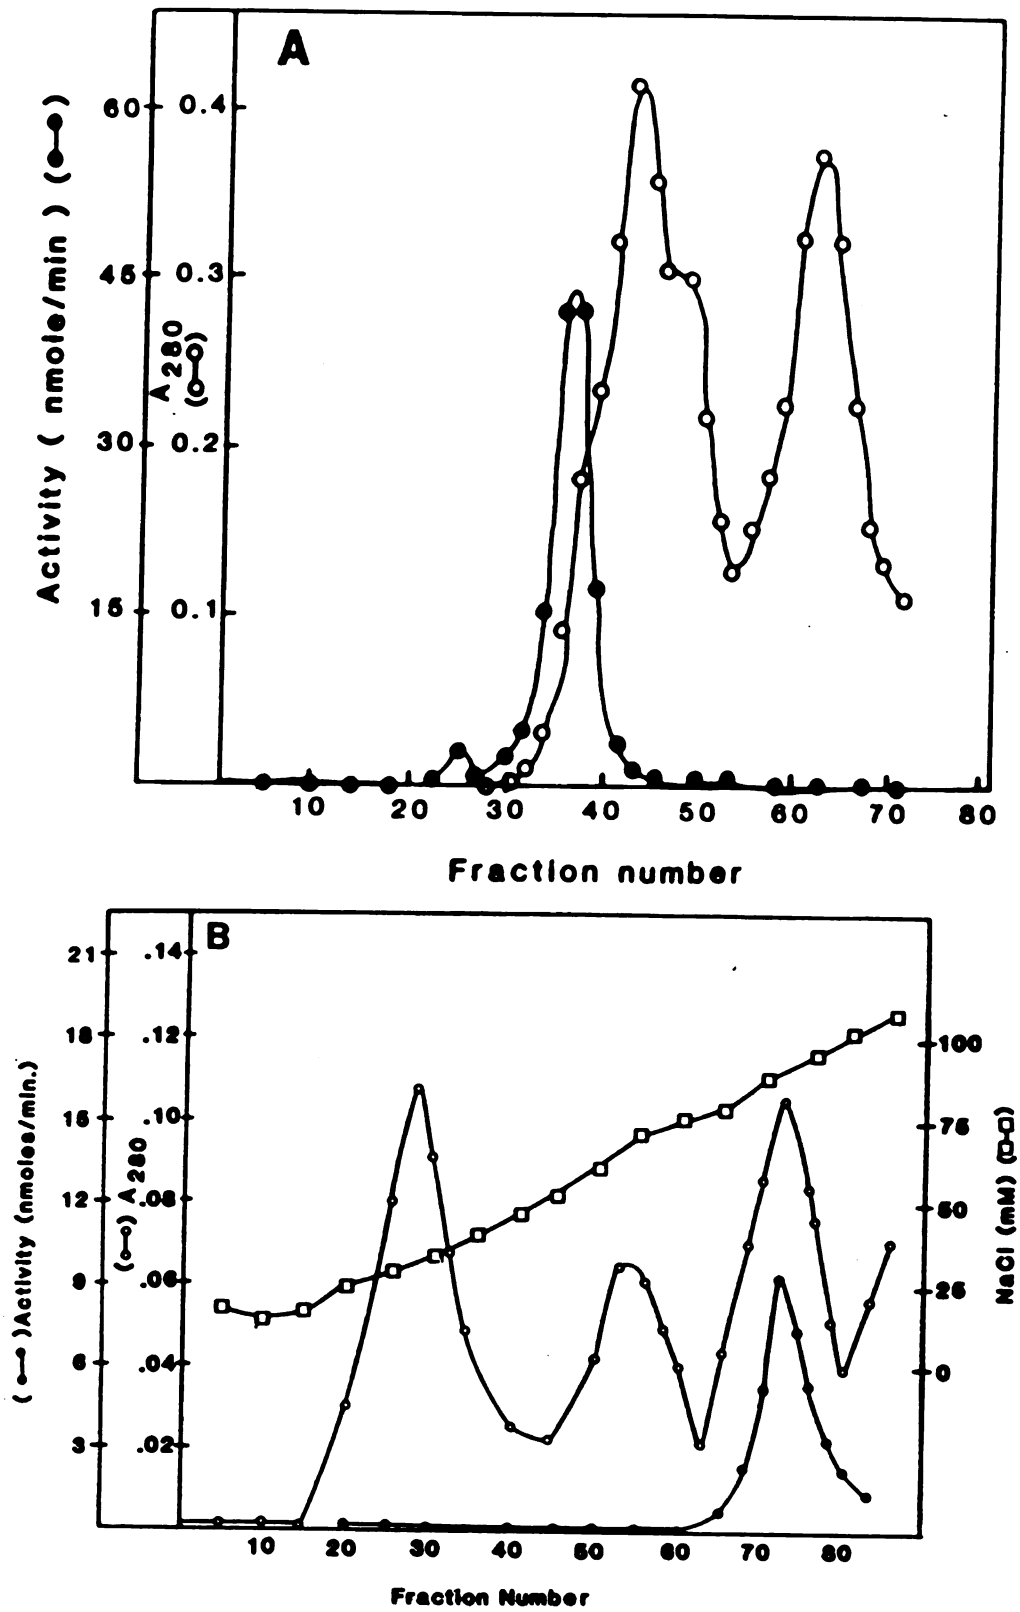 A
60 0.4
45 0.3
30 0.2
15 0.1
Activity ( nmole/min ) (●-●)
A280
(o-o)
10 20 30 40 50 60 70 80
Fraction number
B
21 .14
18 .12
15 .10
12 .08
9 .06
6 .04
3 .02
(●-●)Activity (nmoles/min.)
(o-o) A280
100
75
50
25
0
NaCl (mM) (□-□)
10 20 30 40 50 60 70 80
Fraction Number